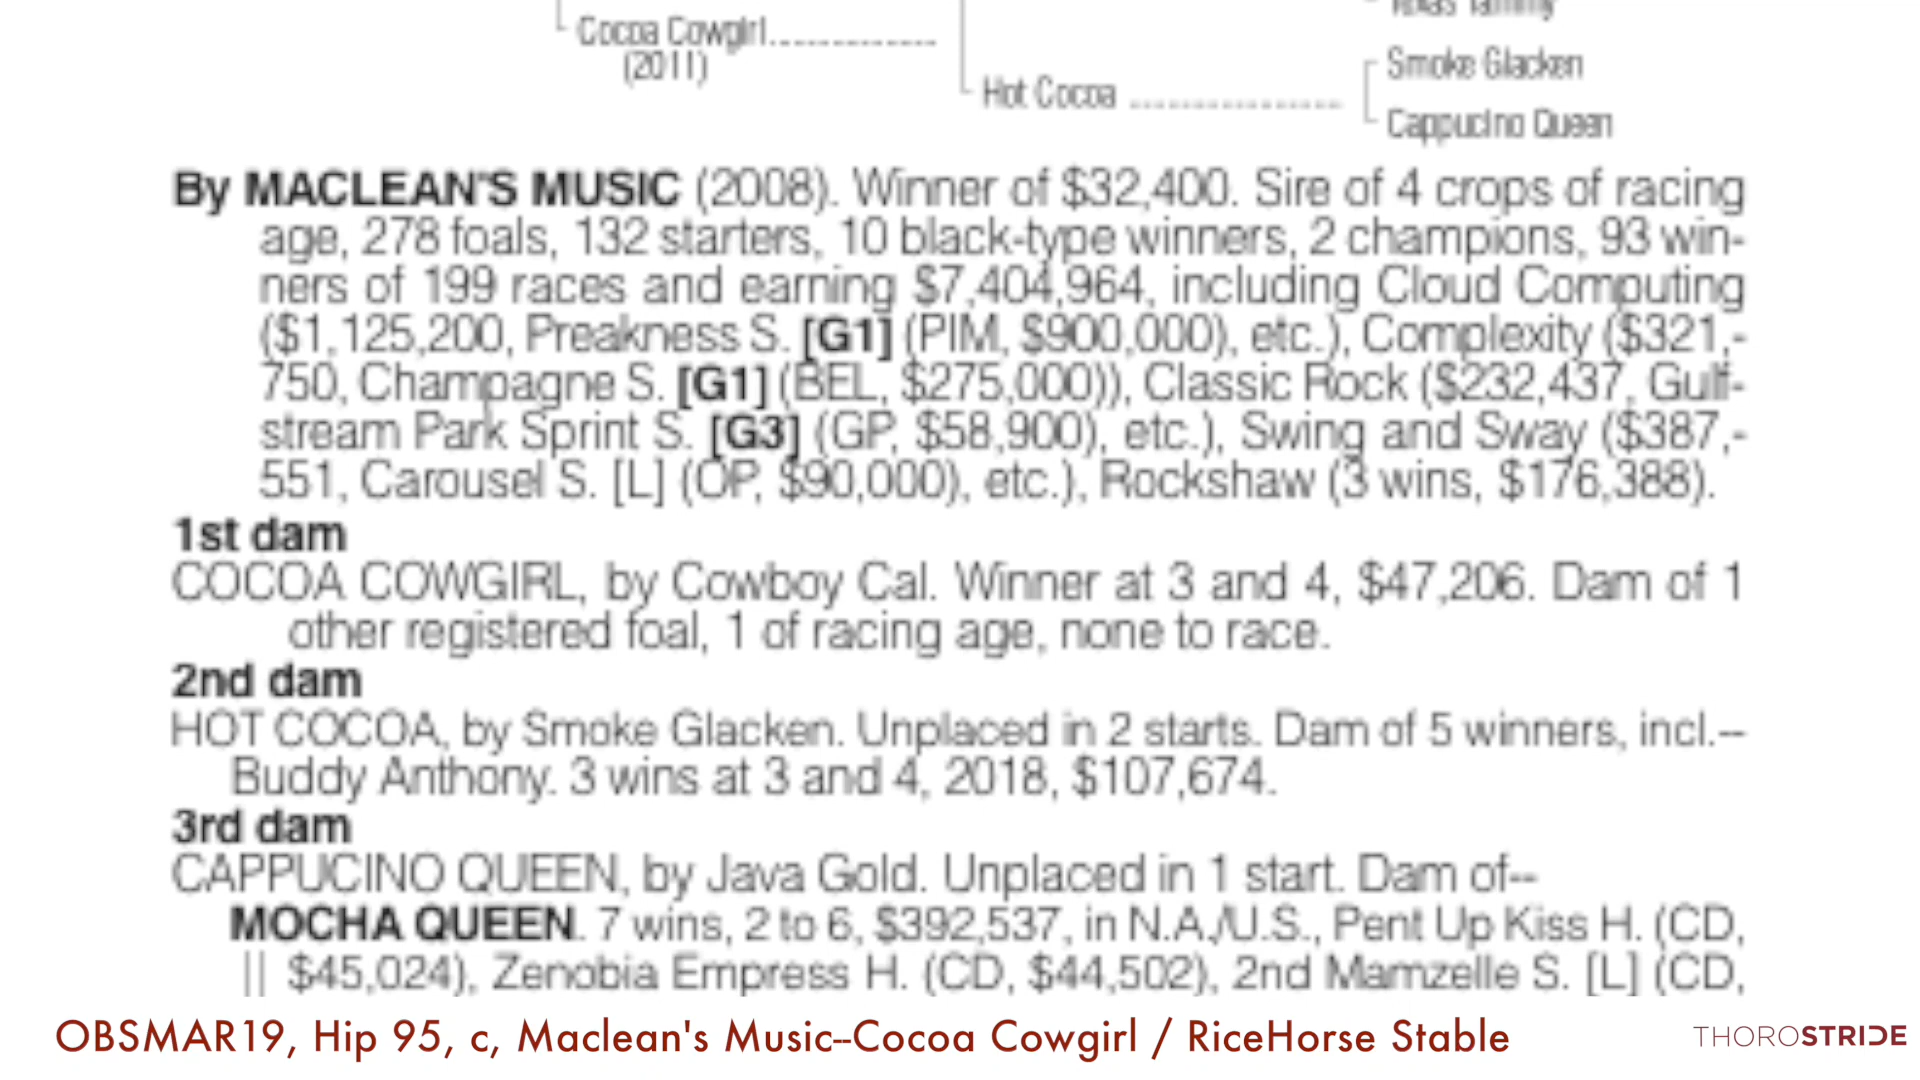 Texas Tammy
Cocoa Cowgirl
(2011)
Smoke Glacken
Hot Cocoa
Cappucino Queen
By MACLEAN'S MUSIC (2008). Winner of $32,400. Sire of 4 crops of racing
age, 278 foals, 132 starters, 10 black-type winners, 2 champions, 93 win-
ners of 199 races and earning $7,404,964, including Cloud Computing
($1,125,200, Preakness S. [G1] (PIM, $900,000), etc.), Complexity ($321,-
750, Champagne S. [G1] (BEL, $275,000)), Classic Rock ($232,437, Gulf-
stream Park Sprint S. [G3] (GP, $58,900), etc.), Swing and Sway ($387,-
551, Carousel S. [L] (OP, $90,000), etc.), Rockshaw (3 wins, $176,388).
1st dam
COCOA COWGIRL, by Cowboy Cal. Winner at 3 and 4, $47,206. Dam of 1
other registered foal, 1 of racing age, none to race.
2nd dam
HOT COCOA, by Smoke Glacken. Unplaced in 2 starts. Dam of 5 winners, incl.--
Buddy Anthony. 3 wins at 3 and 4, 2018, $107,674.
3rd dam
CAPPUCINO QUEEN, by Java Gold. Unplaced in 1 start. Dam of--
MOCHA QUEEN. 7 wins, 2 to 6, $392,537, in N.A./U.S., Pent Up Kiss H. (CD,
|| $45,024), Zenobia Empress H. (CD, $44,502), 2nd Mamzelle S. [L] (CD,
OBSMAR19, Hip 95, c, Maclean's Music--Cocoa Cowgirl / RiceHorse Stable
THOROSTRIDE